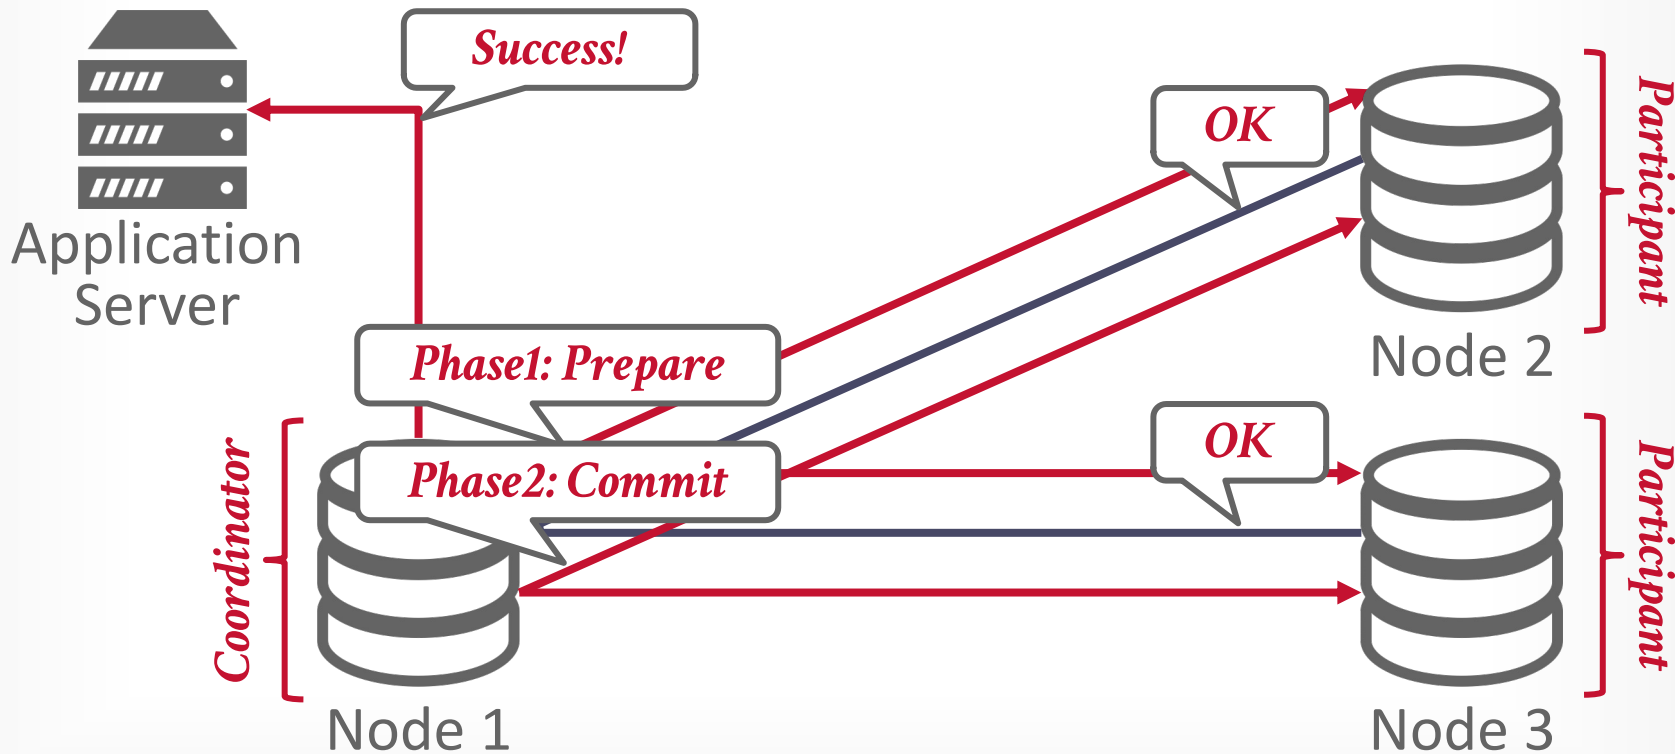 Success!
OK
Participant
Application
Server
Node 2
Phase1: Prepare
Phase2: Commit
OK
Coordinator
Participant
Node 1
Node 3